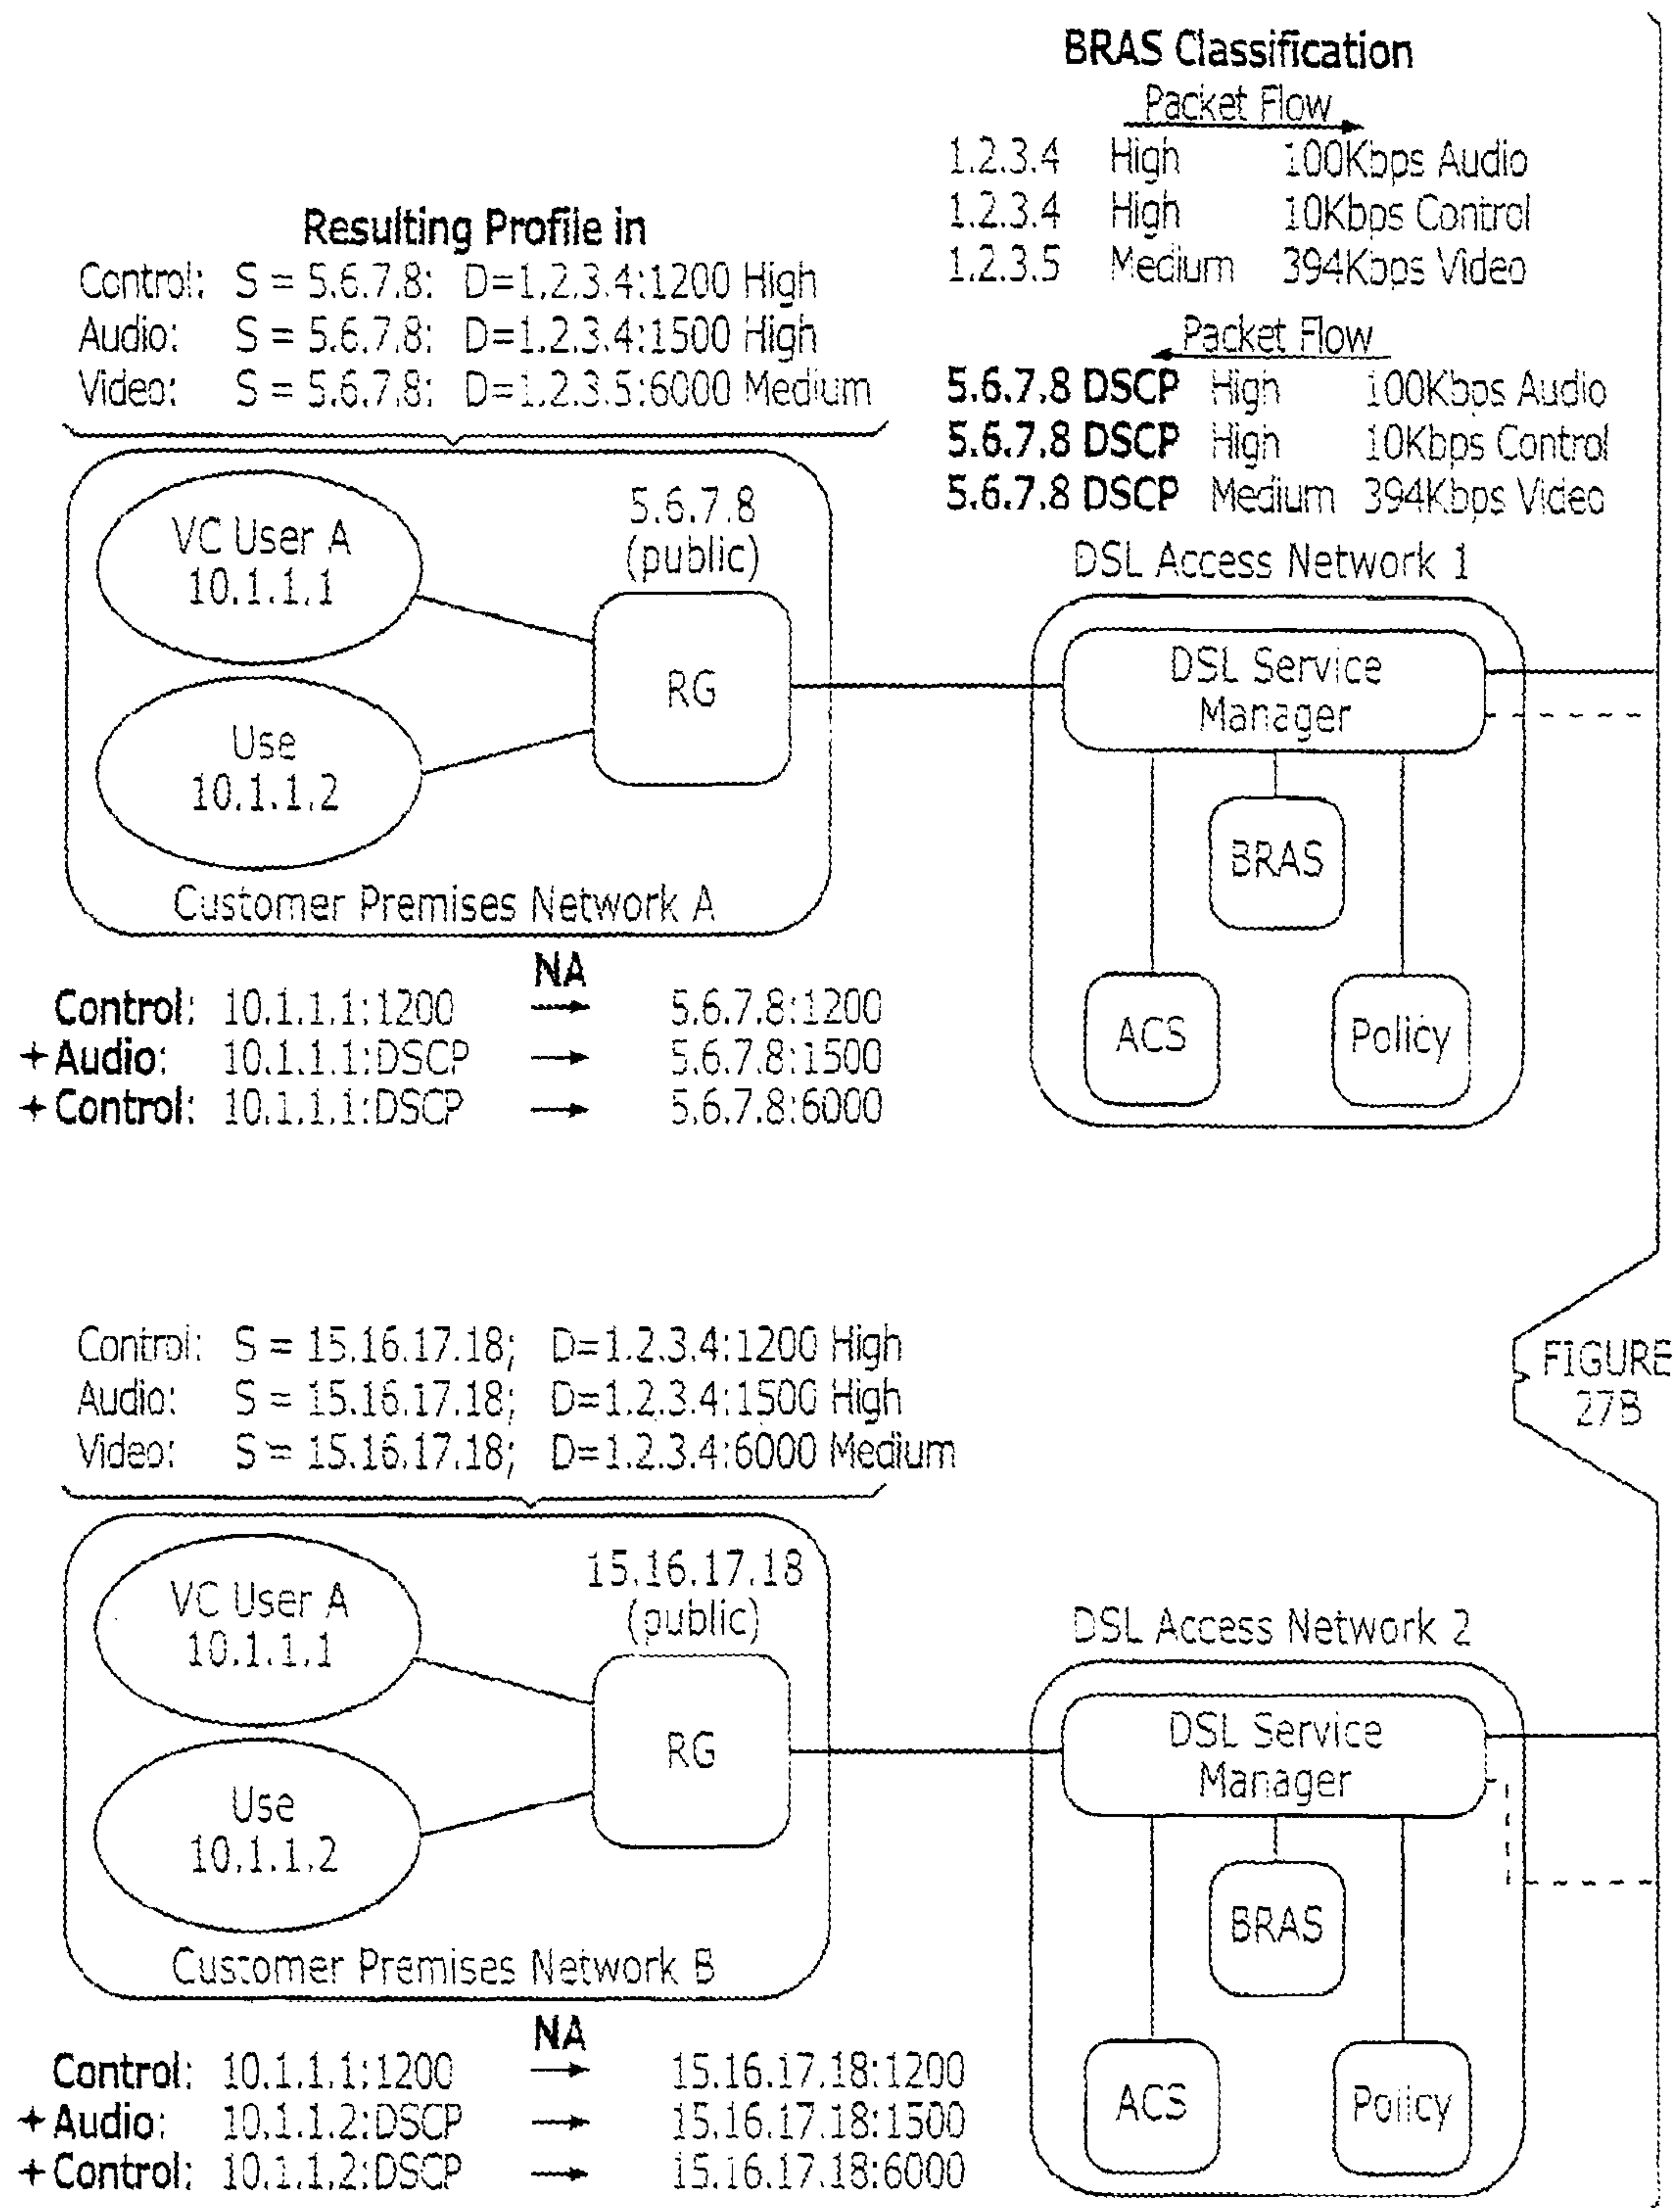 BRAS Classification
Packet Flow
1.2.3.4 High 100Kbps Audio
1.2.3.4 High 10Kbps Control
1.2.3.5 Medium 394Kbps Video
Resulting Profile in
Control: S = 5.6.7.8: D=1.2.3.4:1200 High
Audio: S = 5.6.7.8: D=1.2.3.4:1500 High
Video: S = 5.6.7.8: D=1.2.3.5:6000 Medium
Packet Flow
5.6.7.8 DSCP High 100Kbps Audio
5.6.7.8 DSCP High 10Kbps Control
5.6.7.8 DSCP Medium 394Kbps Video
VC User A
10.1.1.1
5.6.7.8
(public)
RG
Use
10.1.1.2
Customer Premises Network A
DSL Access Network 1
DSL Service
Manager
BRAS
ACS
Policy
NA
Control: 10.1.1.1:1200 → 5.6.7.8:1200
+Audio: 10.1.1.1:DSCP → 5.6.7.8:1500
+Control: 10.1.1.1:DSCP → 5.6.7.8:6000
FIGURE
27B
Control: S = 15.16.17.18; D=1.2.3.4:1200 High
Audio: S = 15.16.17.18; D=1.2.3.4:1500 High
Video: S = 15.16.17.18; D=1.2.3.4:6000 Medium
VC User A
10.1.1.1
15.16.17.18
(public)
RG
Use
10.1.1.2
Customer Premises Network B
DSL Access Network 2
DSL Service
Manager
BRAS
ACS
Policy
NA
Control: 10.1.1.1:1200 → 15.16.17.18:1200
+Audio: 10.1.1.2:DSCP → 15.16.17.18:1500
+Control: 10.1.1.2:DSCP → 15.16.17.18:6000